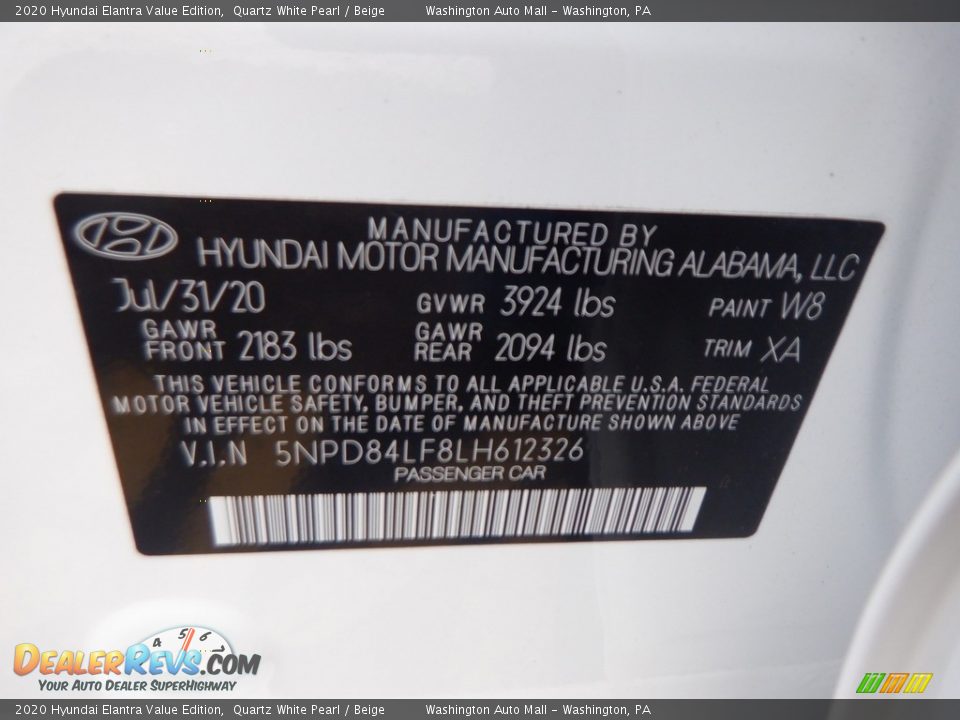 2020 Hyundai Elantra Value Edition,  Quartz White Pearl / Beige  Washington Auto Mall - Washington, PA
MANUFACTURED BY
HYUNDAI MOTOR MANUFACTURING ALABAMA, LLC
Jul/31/20 GVWR 3924 lbs PAINT W8
GAWR FRONT 2183 lbs GAWR REAR 2094 lbs TRIM XA
THIS VEHICLE CONFORMS TO ALL APPLICABLE U.S.A. FEDERAL
MOTOR VEHICLE SAFETY, BUMPER, AND THEFT PREVENTION STANDARDS
IN EFFECT ON THE DATE OF MANUFACTURE SHOWN ABOVE
V.I.N 5NPD84LF8LH612326
PASSENGER CAR
4 5 6
DEALERREVS.COM
YOUR AUTO DEALER SUPERHIGHWAY
2020 Hyundai Elantra Value Edition,  Quartz White Pearl / Beige  Washington Auto Mall - Washington, PA